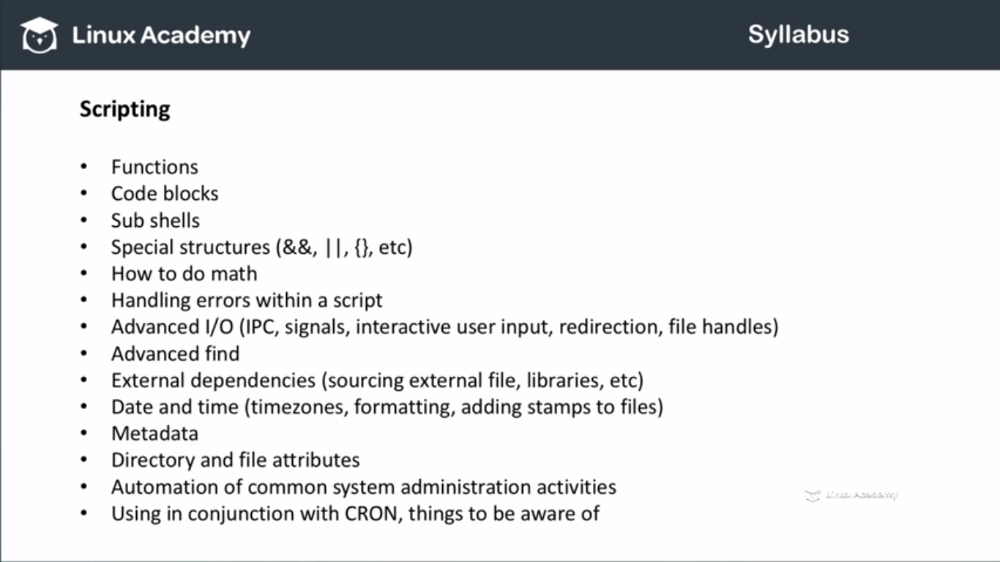 Linux Academy
Syllabus
Scripting
• Functions
• Code blocks
• Sub shells
• Special structures (&&, ||, {}, etc)
• How to do math
• Handling errors within a script
• Advanced I/O (IPC, signals, interactive user input, redirection, file handles)
• Advanced find
• External dependencies (sourcing external file, libraries, etc)
• Date and time (timezones, formatting, adding stamps to files)
• Metadata
• Directory and file attributes
• Automation of common system administration activities
Linux Academy
• Using in conjunction with CRON, things to be aware of